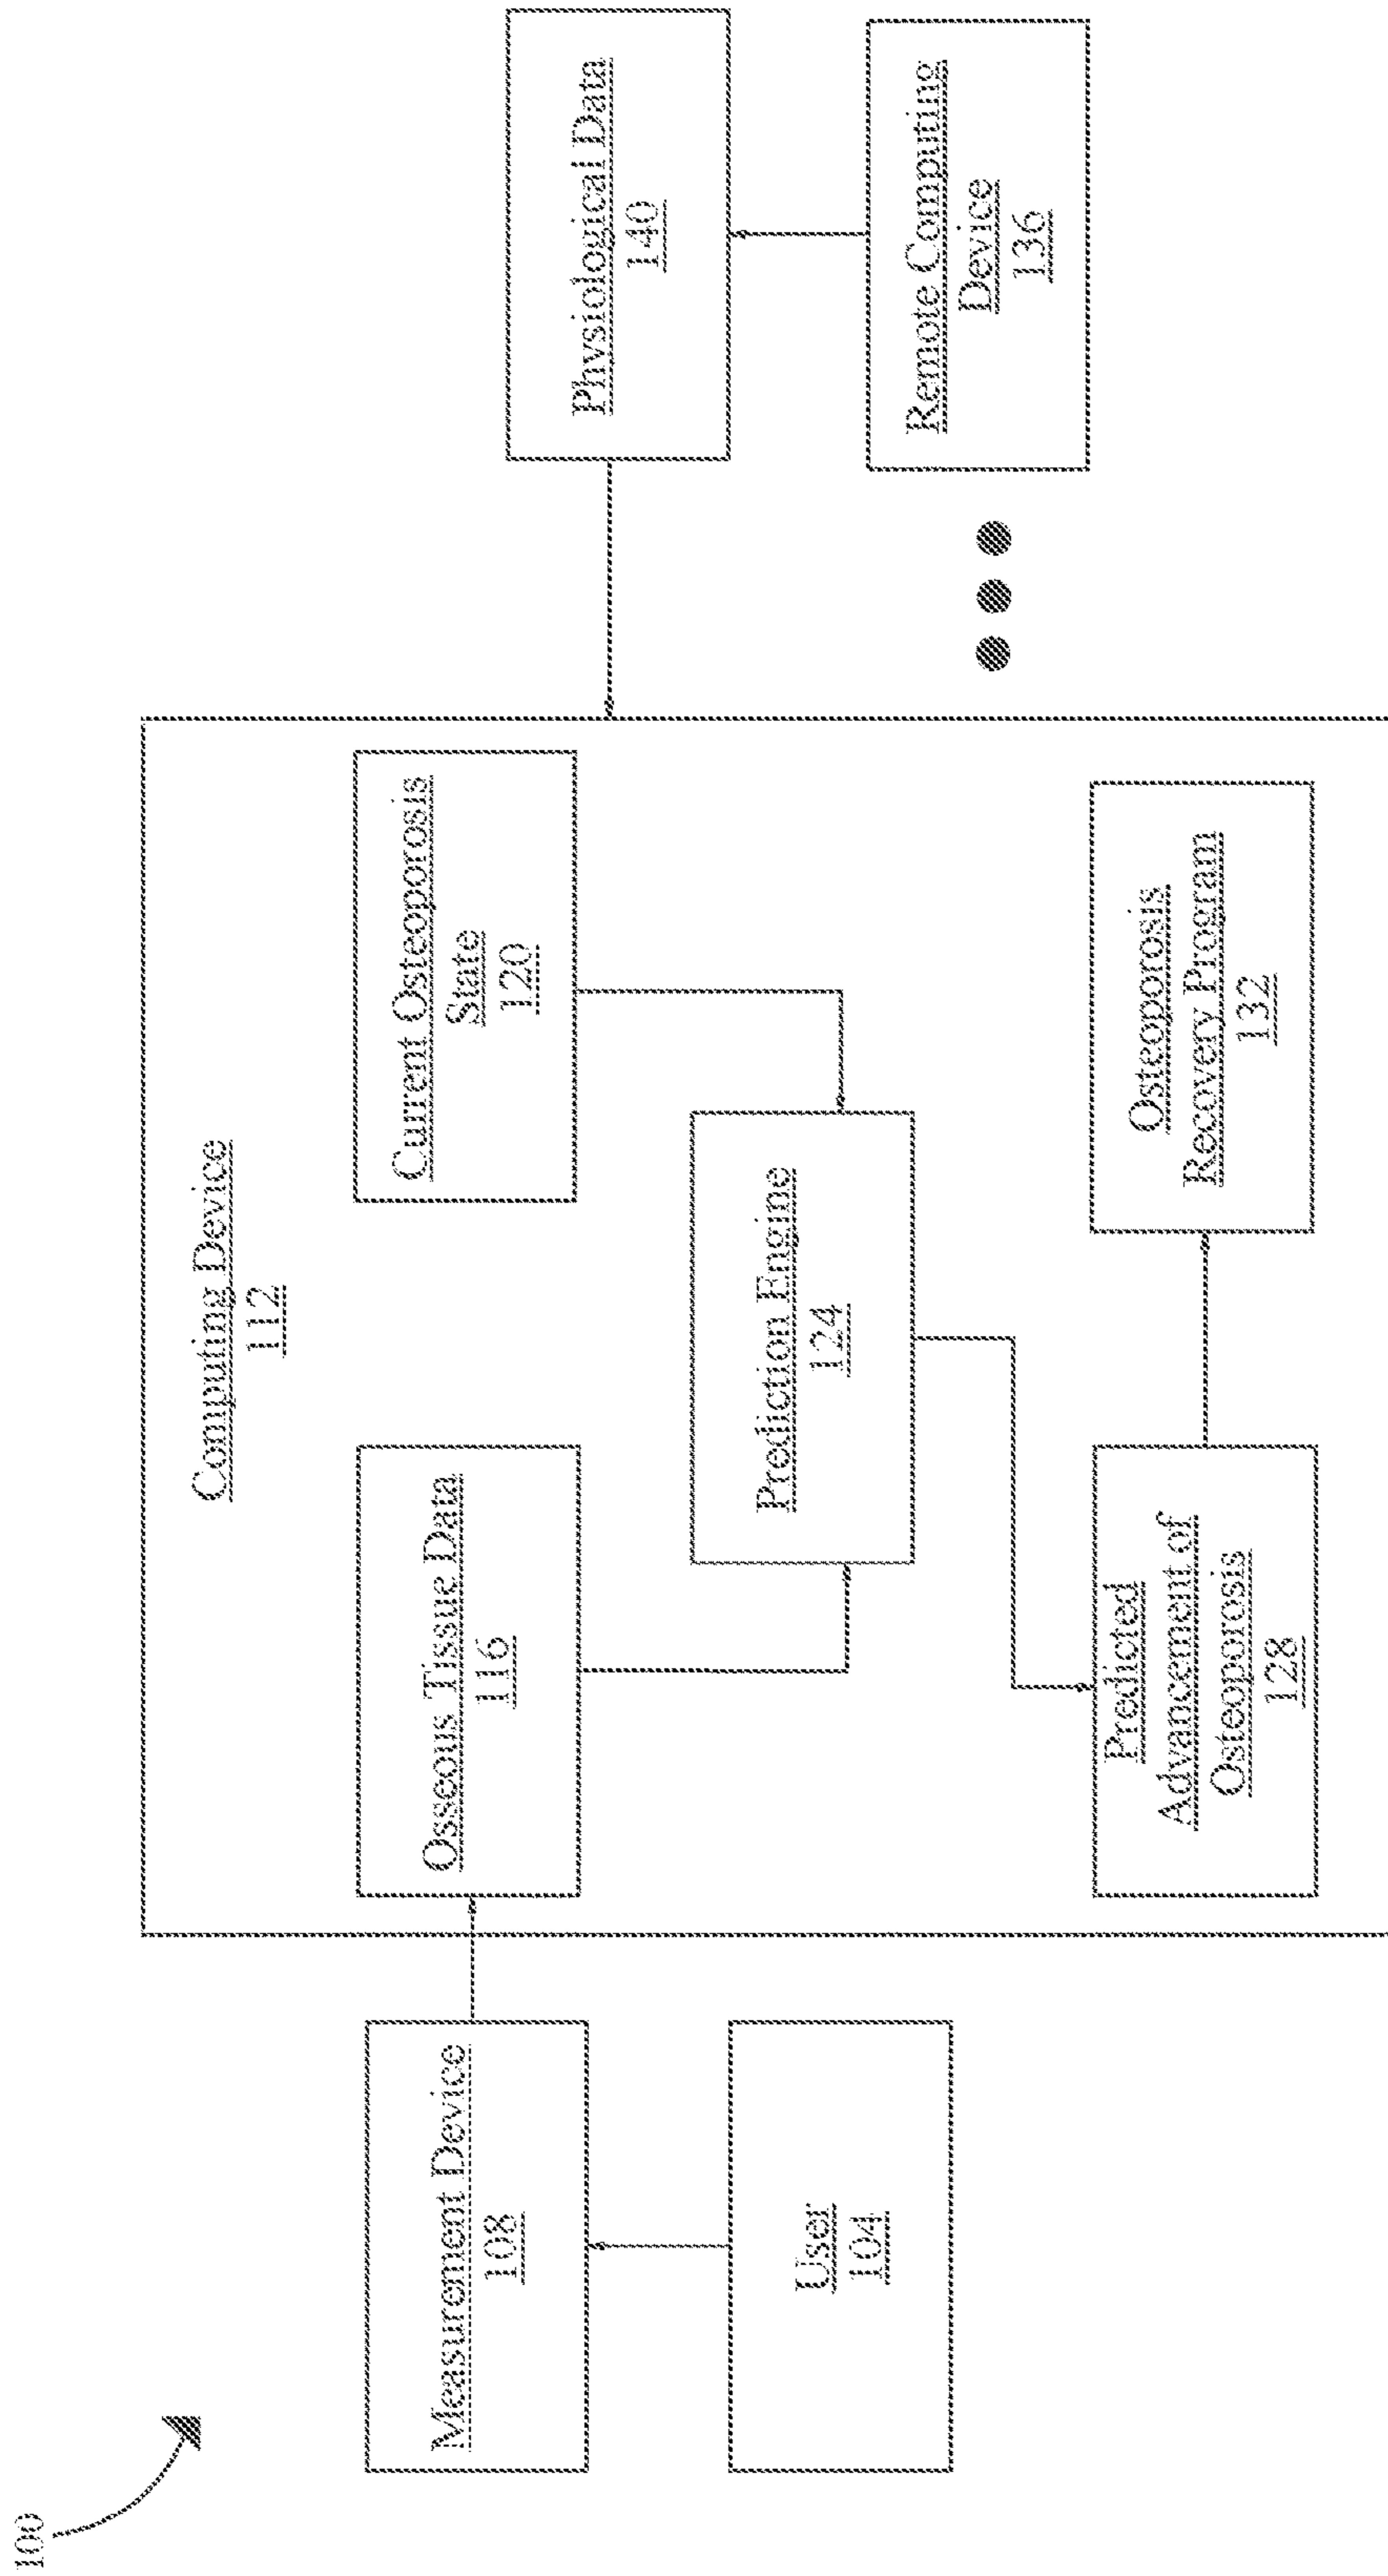 100
Computing Device
112
Measurement Device
108
Osseous Tissue Data
116
Current Osteoporosis
State
120
Physiological Data
140
User
104
Prediction Engine
124
Remote Computing
Device
136
Predicted
Advancement of
Osteoporosis
128
Osteoporosis
Recovery Program
132